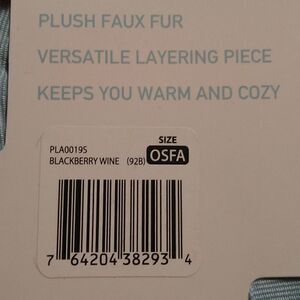 PLUSH FAUX FUR
VERSATILE LAYERING PIECE
KEEPS YOU WARM AND COZY
SIZE
PLA0019S
OSFA
BLACKBERRY WINE (92B)
7 64204 38293 4